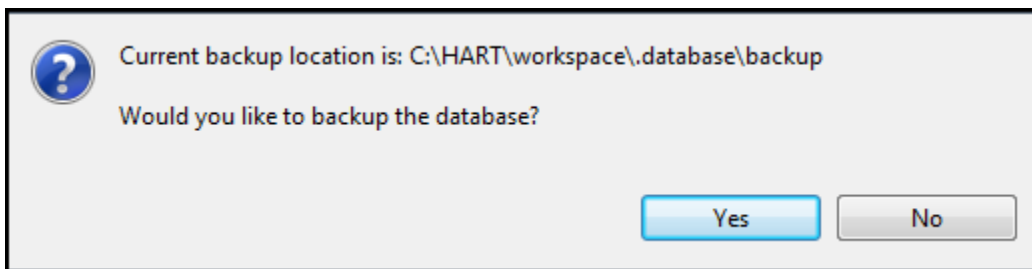 Current backup location is: C:\HART\workspace\.database\backup
Would you like to backup the database?
Yes No